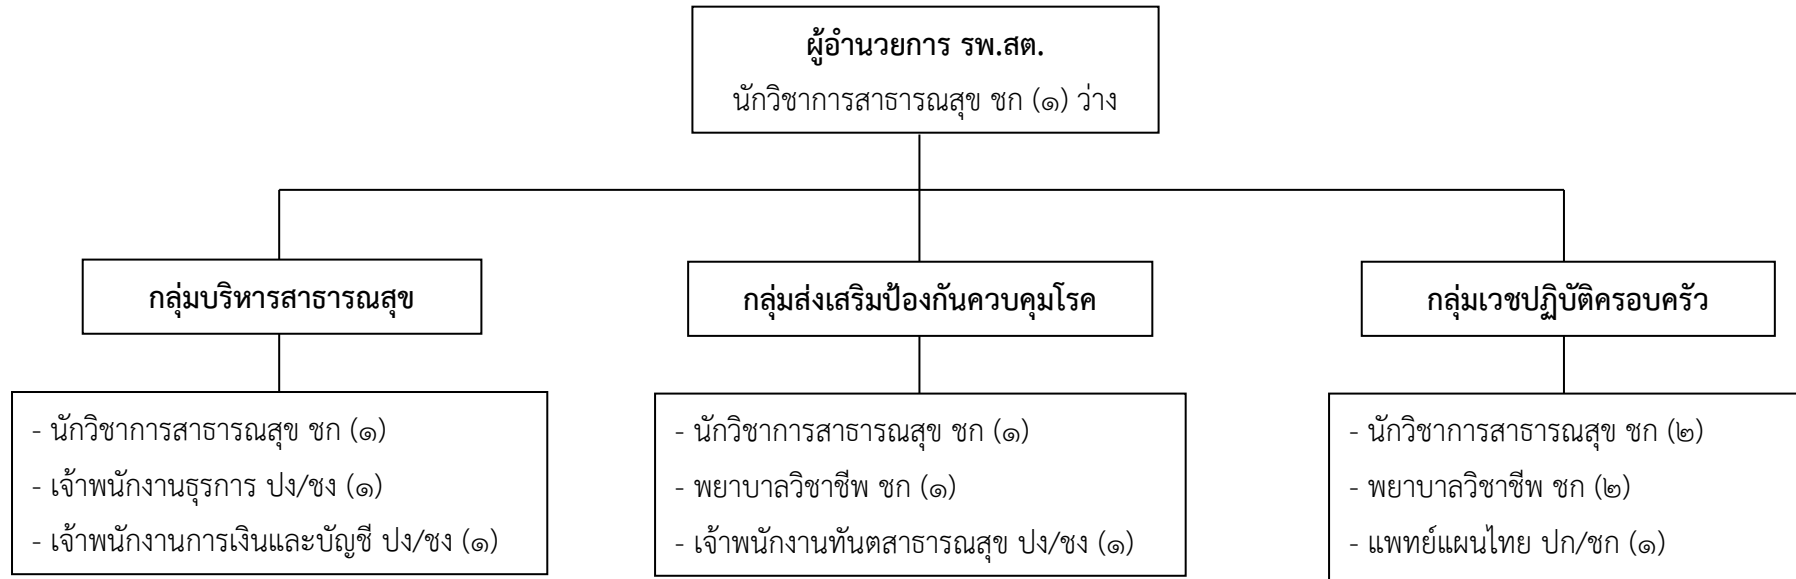 ผู้อำนวยการ รพ.สต.
นักวิชาการสาธารณสุข ชก (๑) ว่าง
กลุ่มบริหารสาธารณสุข
กลุ่มส่งเสริมป้องกันควบคุมโรค
กลุ่มเวชปฏิบัติครอบครัว
- นักวิชาการสาธารณสุข ชก (๑)
- เจ้าพนักงานธุรการ ปง/ชง (๑)
- เจ้าพนักงานการเงินและบัญชี ปง/ชง (๑)
- นักวิชาการสาธารณสุข ชก (๑)
- พยาบาลวิชาชีพ ชก (๑)
- เจ้าพนักงานทันตสาธารณสุข ปง/ชง (๑)
- นักวิชาการสาธารณสุข ชก (๒)
- พยาบาลวิชาชีพ ชก (๒)
- แพทย์แผนไทย ปก/ชก (๑)